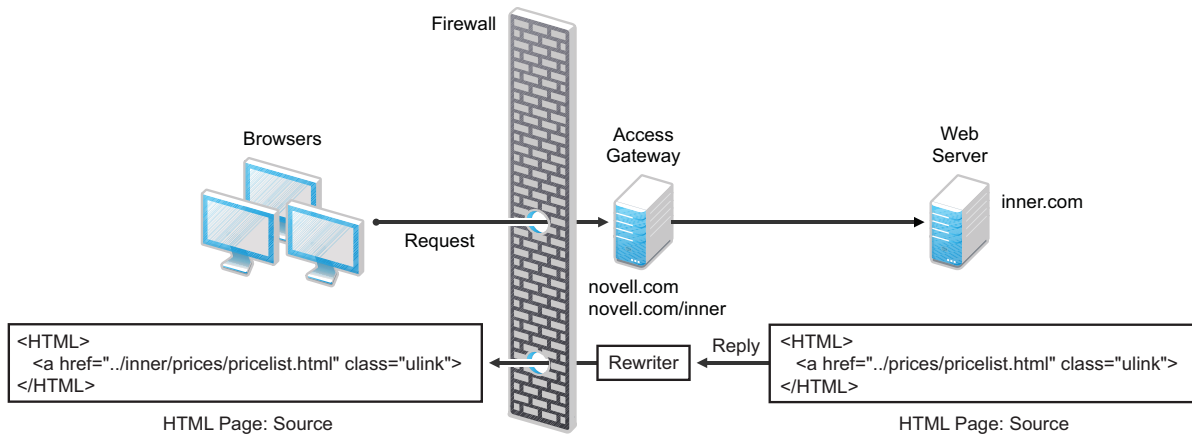 Firewall
Browsers
Access
Gateway
Web
Server
inner.com
Request
novell.com
novell.com/inner
<HTML>
<a href="../inner/prices/pricelist.html" class="ulink">
</HTML>
Rewriter
Reply
<HTML>
<a href="../prices/pricelist.html" class="ulink">
</HTML>
HTML Page: Source
HTML Page: Source